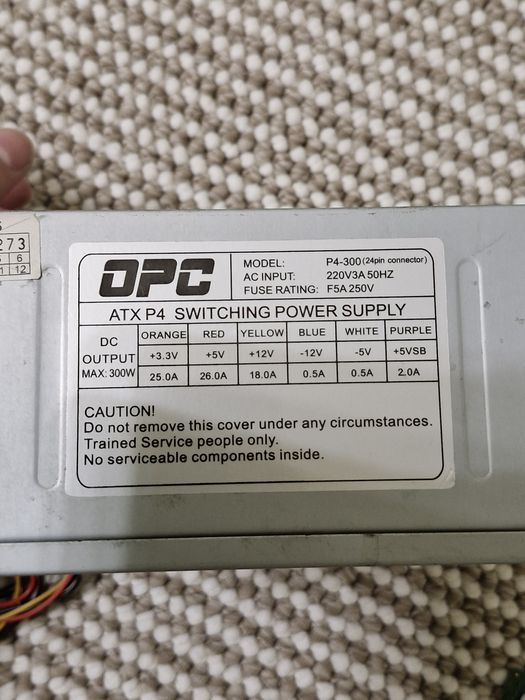 273
6
12
OPC
MODEL: P4-300 (24pin connector)
AC INPUT: 220V3A 50HZ
FUSE RATING: F5A 250V
ATX P4 SWITCHING POWER SUPPLY
DC OUTPUT MAX: 300W
ORANGE RED YELLOW BLUE WHITE PURPLE
+3.3V +5V +12V -12V -5V +5VSB
25.0A 26.0A 18.0A 0.5A 0.5A 2.0A
CAUTION!
Do not remove this cover under any circumstances.
Trained Service people only.
No serviceable components inside.